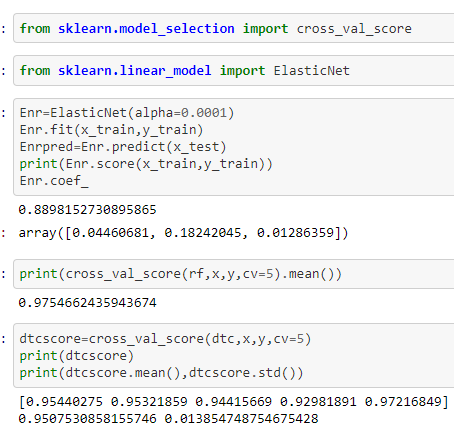 : from sklearn.model_selection import cross_val_score
: from sklearn.linear_model import ElasticNet
: Enr=ElasticNet(alpha=0.0001)
Enr.fit(x_train,y_train)
Enrpred=Enr.predict(x_test)
print(Enr.score(x_train,y_train))
Enr.coef_
0.8898152730895865
: array([0.04460681, 0.18242045, 0.01286359])
: print(cross_val_score(rf,x,y,cv=5).mean())
0.9754662435943674
: dtcscore=cross_val_score(dtc,x,y,cv=5)
print(dtcscore)
print(dtcscore.mean(),dtcscore.std())
[0.95440275 0.95321859 0.94415669 0.92981891 0.97216849]
0.9507530858155746 0.013854748754675428